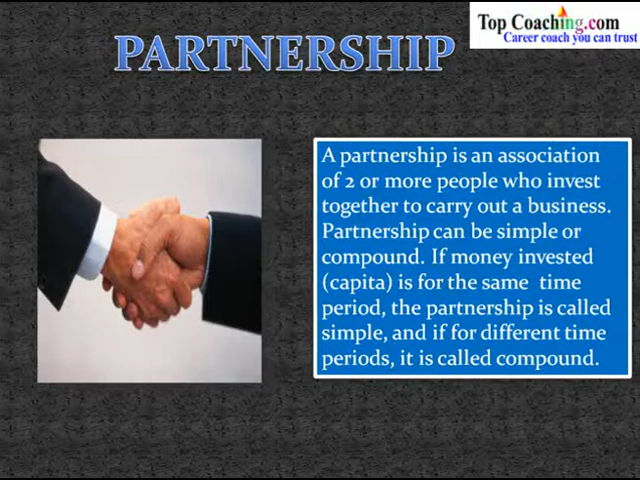 Top Coaching.com
Career coach you can trust
PARTNERSHIP
A partnership is an association
of 2 or more people who invest
together to carry out a business.
Partnership can be simple or
compound. If money invested
(capita) is for the same time
period, the partnership is called
simple, and if for different time
periods, it is called compound.